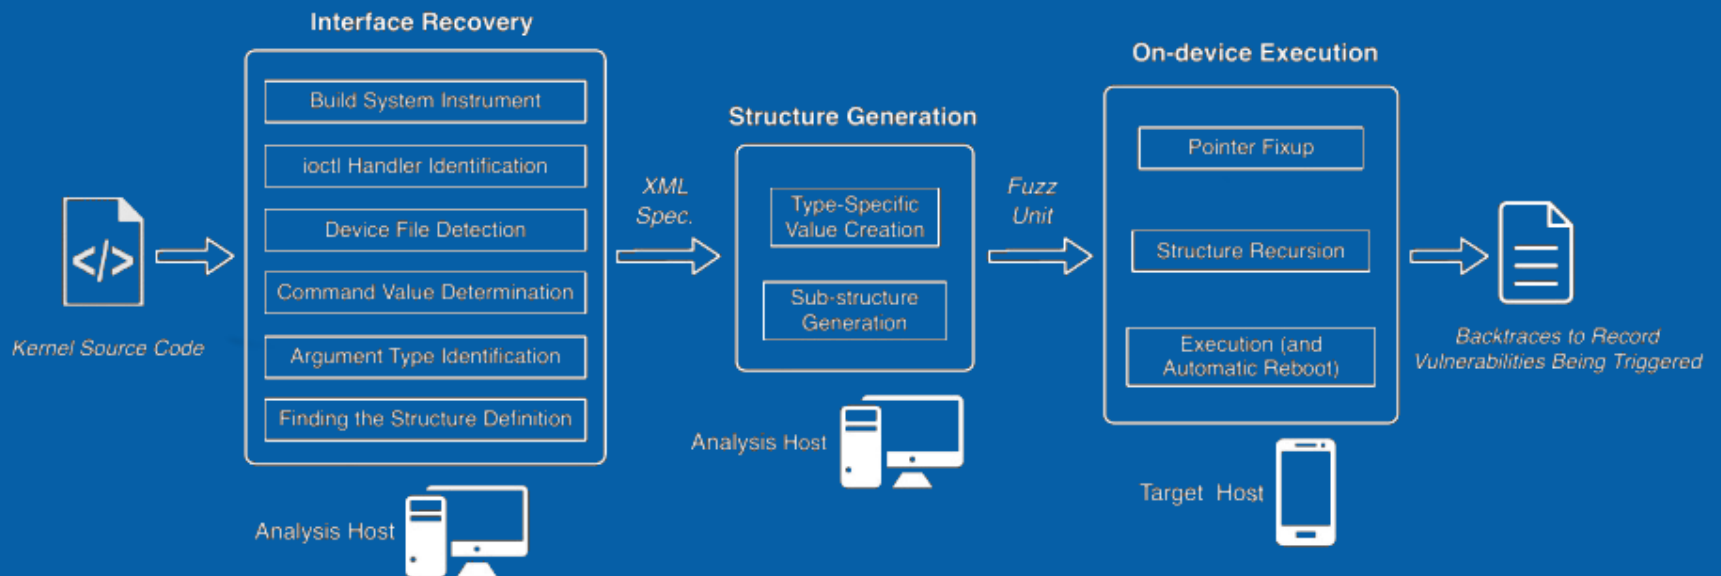 Interface Recovery
Build System Instrument
ioctl Handler Identification
Device File Detection
Command Value Determination
Argument Type Identification
Finding the Structure Definition
</>
Kernel Source Code
Analysis Host
XML
Spec.
Structure Generation
Type-Specific
Value Creation
Sub-structure
Generation
Analysis Host
Fuzz
Unit
On-device Execution
Pointer Fixup
Structure Recursion
Execution (and
Automatic Reboot)
Target Host
Backtraces to Record
Vulnerabilities Being Triggered